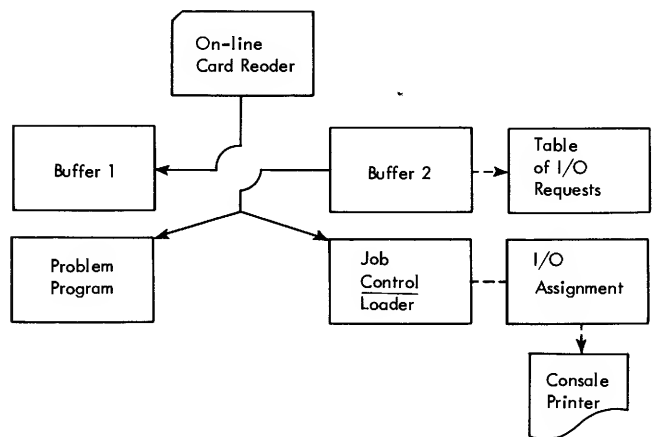 On-line
Card Reoder
Buffer 1
Buffer 2
Table
of I/O
Requests
Problem
Program
Job
Control
Loader
I/O
Assignment
Consale
Printer